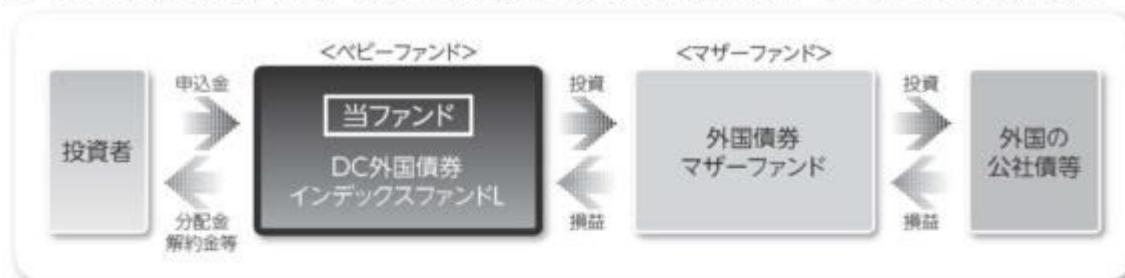 <ベビーファンド>
<マザーファンド>
申込金
投資
投資
投資者
当ファンド
DC外国債券
インデックスファンドL
外国債券
マザーファンド
外国の
公社債等
分配金
解約金等
損益
損益